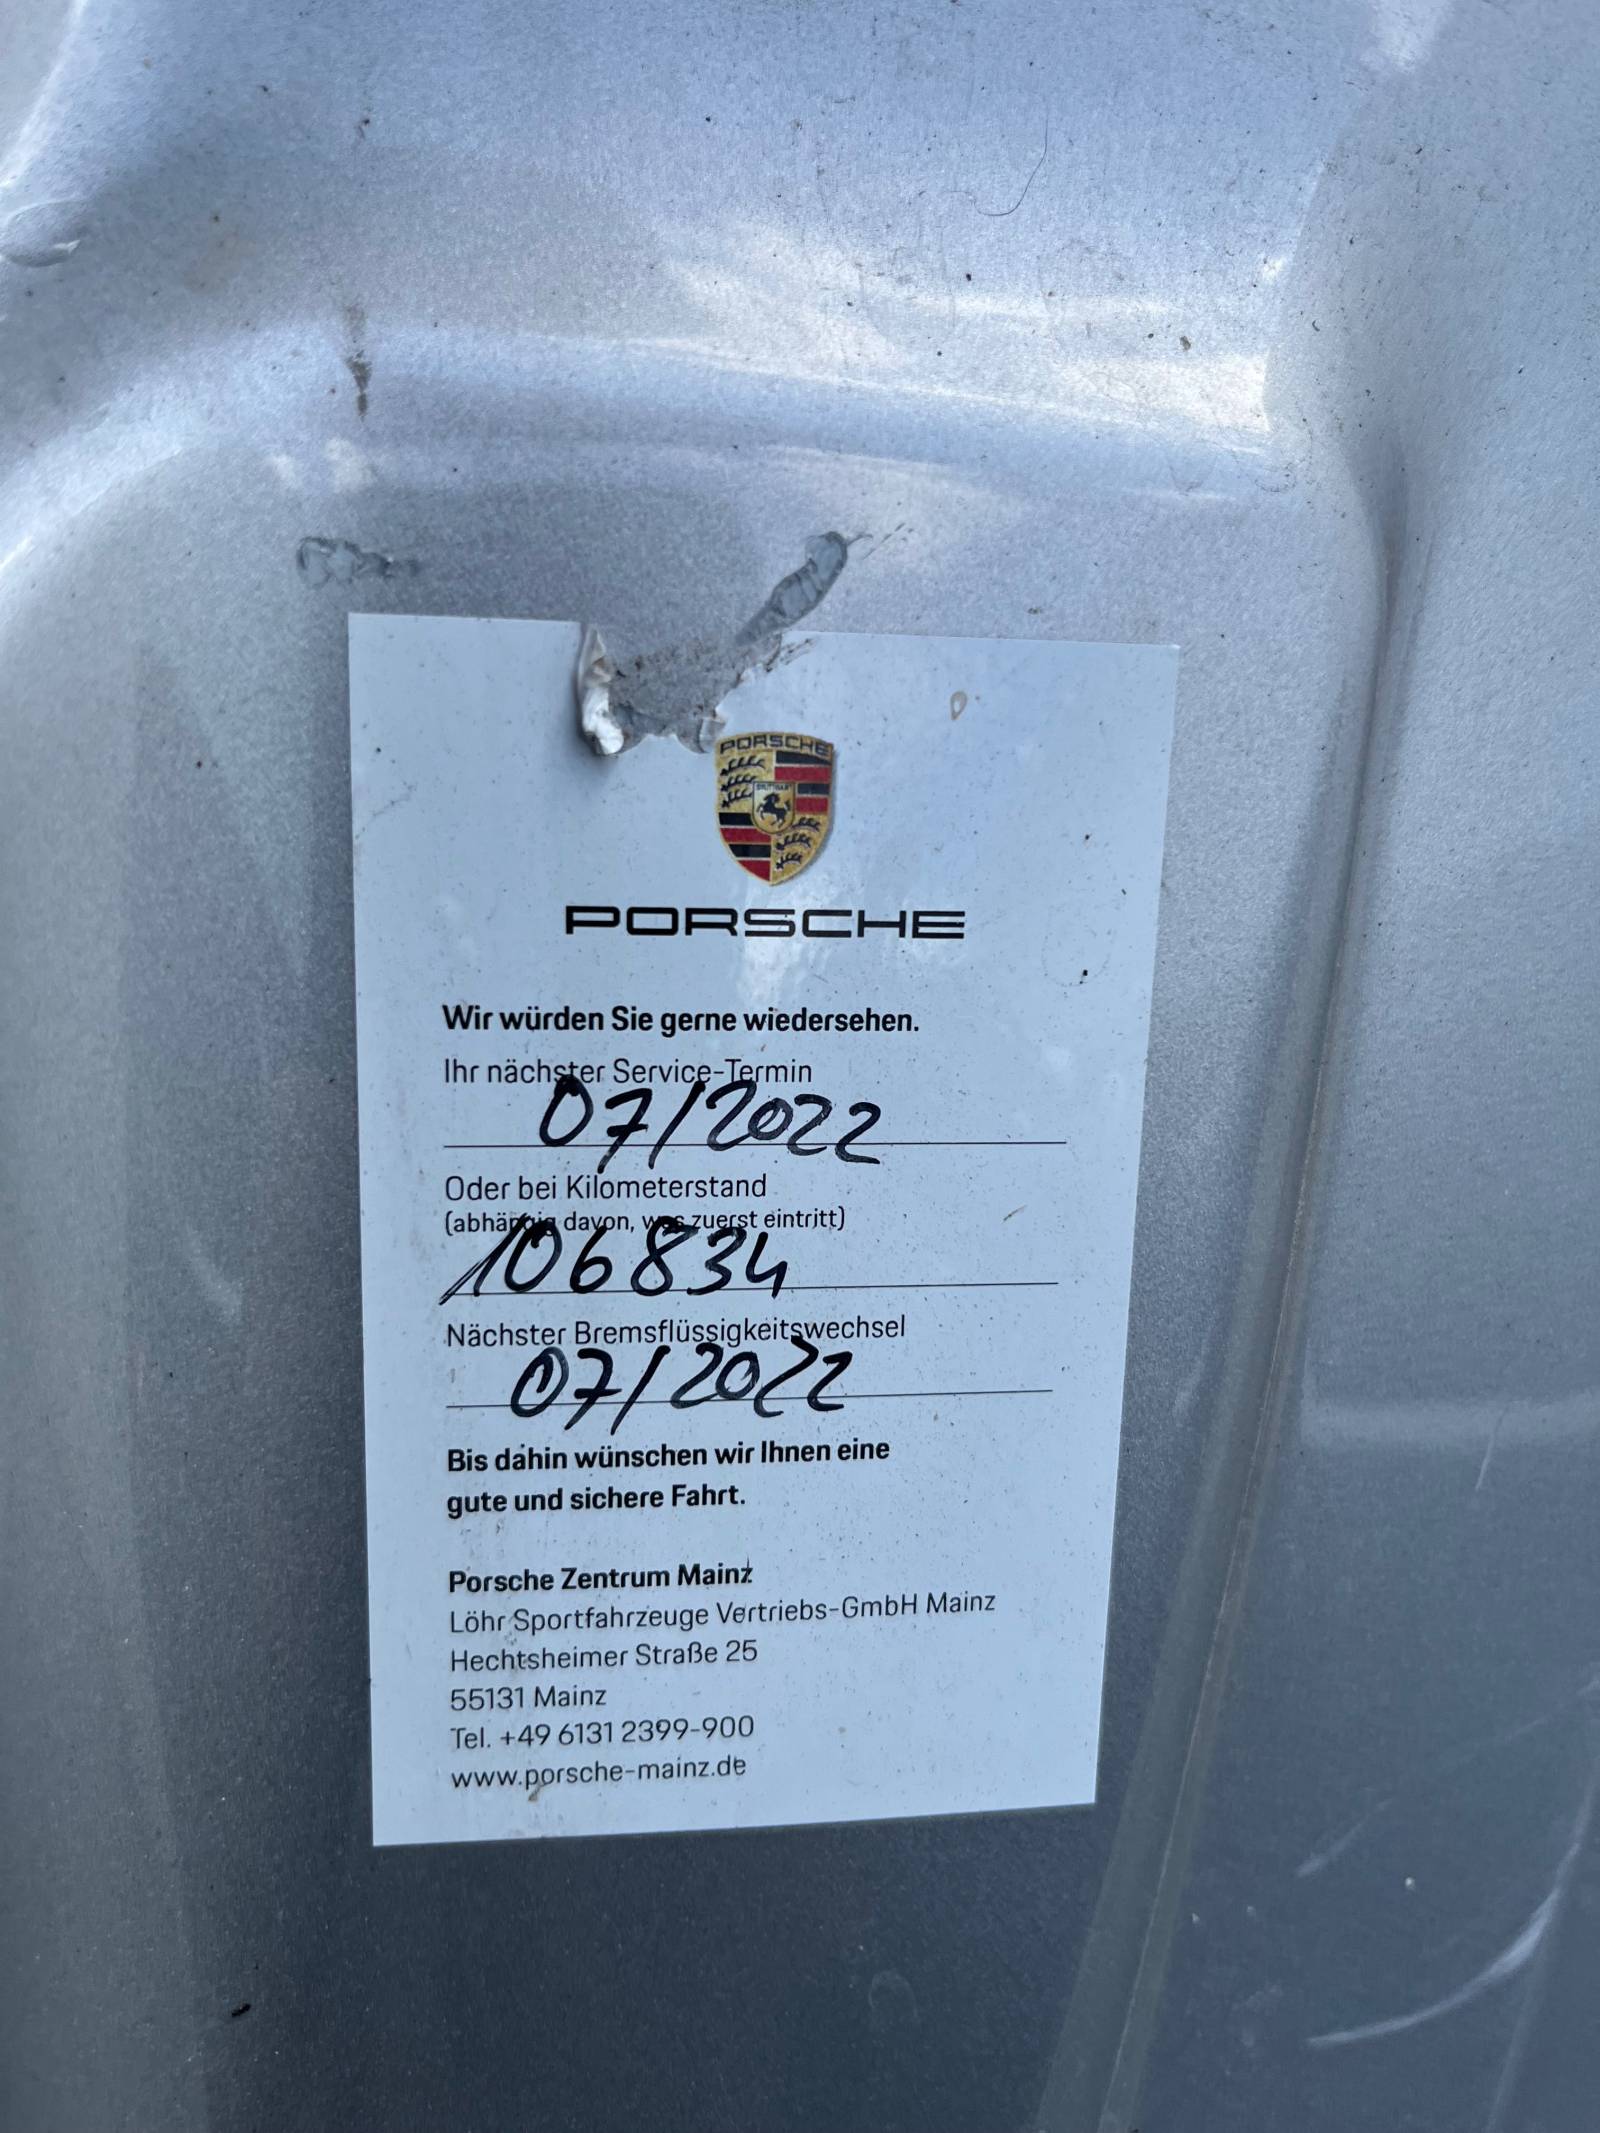 PORSCHE
STUTTGART
PORSCHE
Wir würden Sie gerne wiedersehen.
Ihr nächster Service-Termin
07/2022
Oder bei Kilometerstand
(abhängig davon, was zuerst eintritt)
106834
Nächster Bremsflüssigkeitswechsel
07/2022
Bis dahin wünschen wir Ihnen eine
gute und sichere Fahrt.
Porsche Zentrum Mainz
Löhr Sportfahrzeuge Vertriebs-GmbH Mainz
Hechtsheimer Straße 25
55131 Mainz
Tel. +49 6131 2399-900
www.porsche-mainz.de